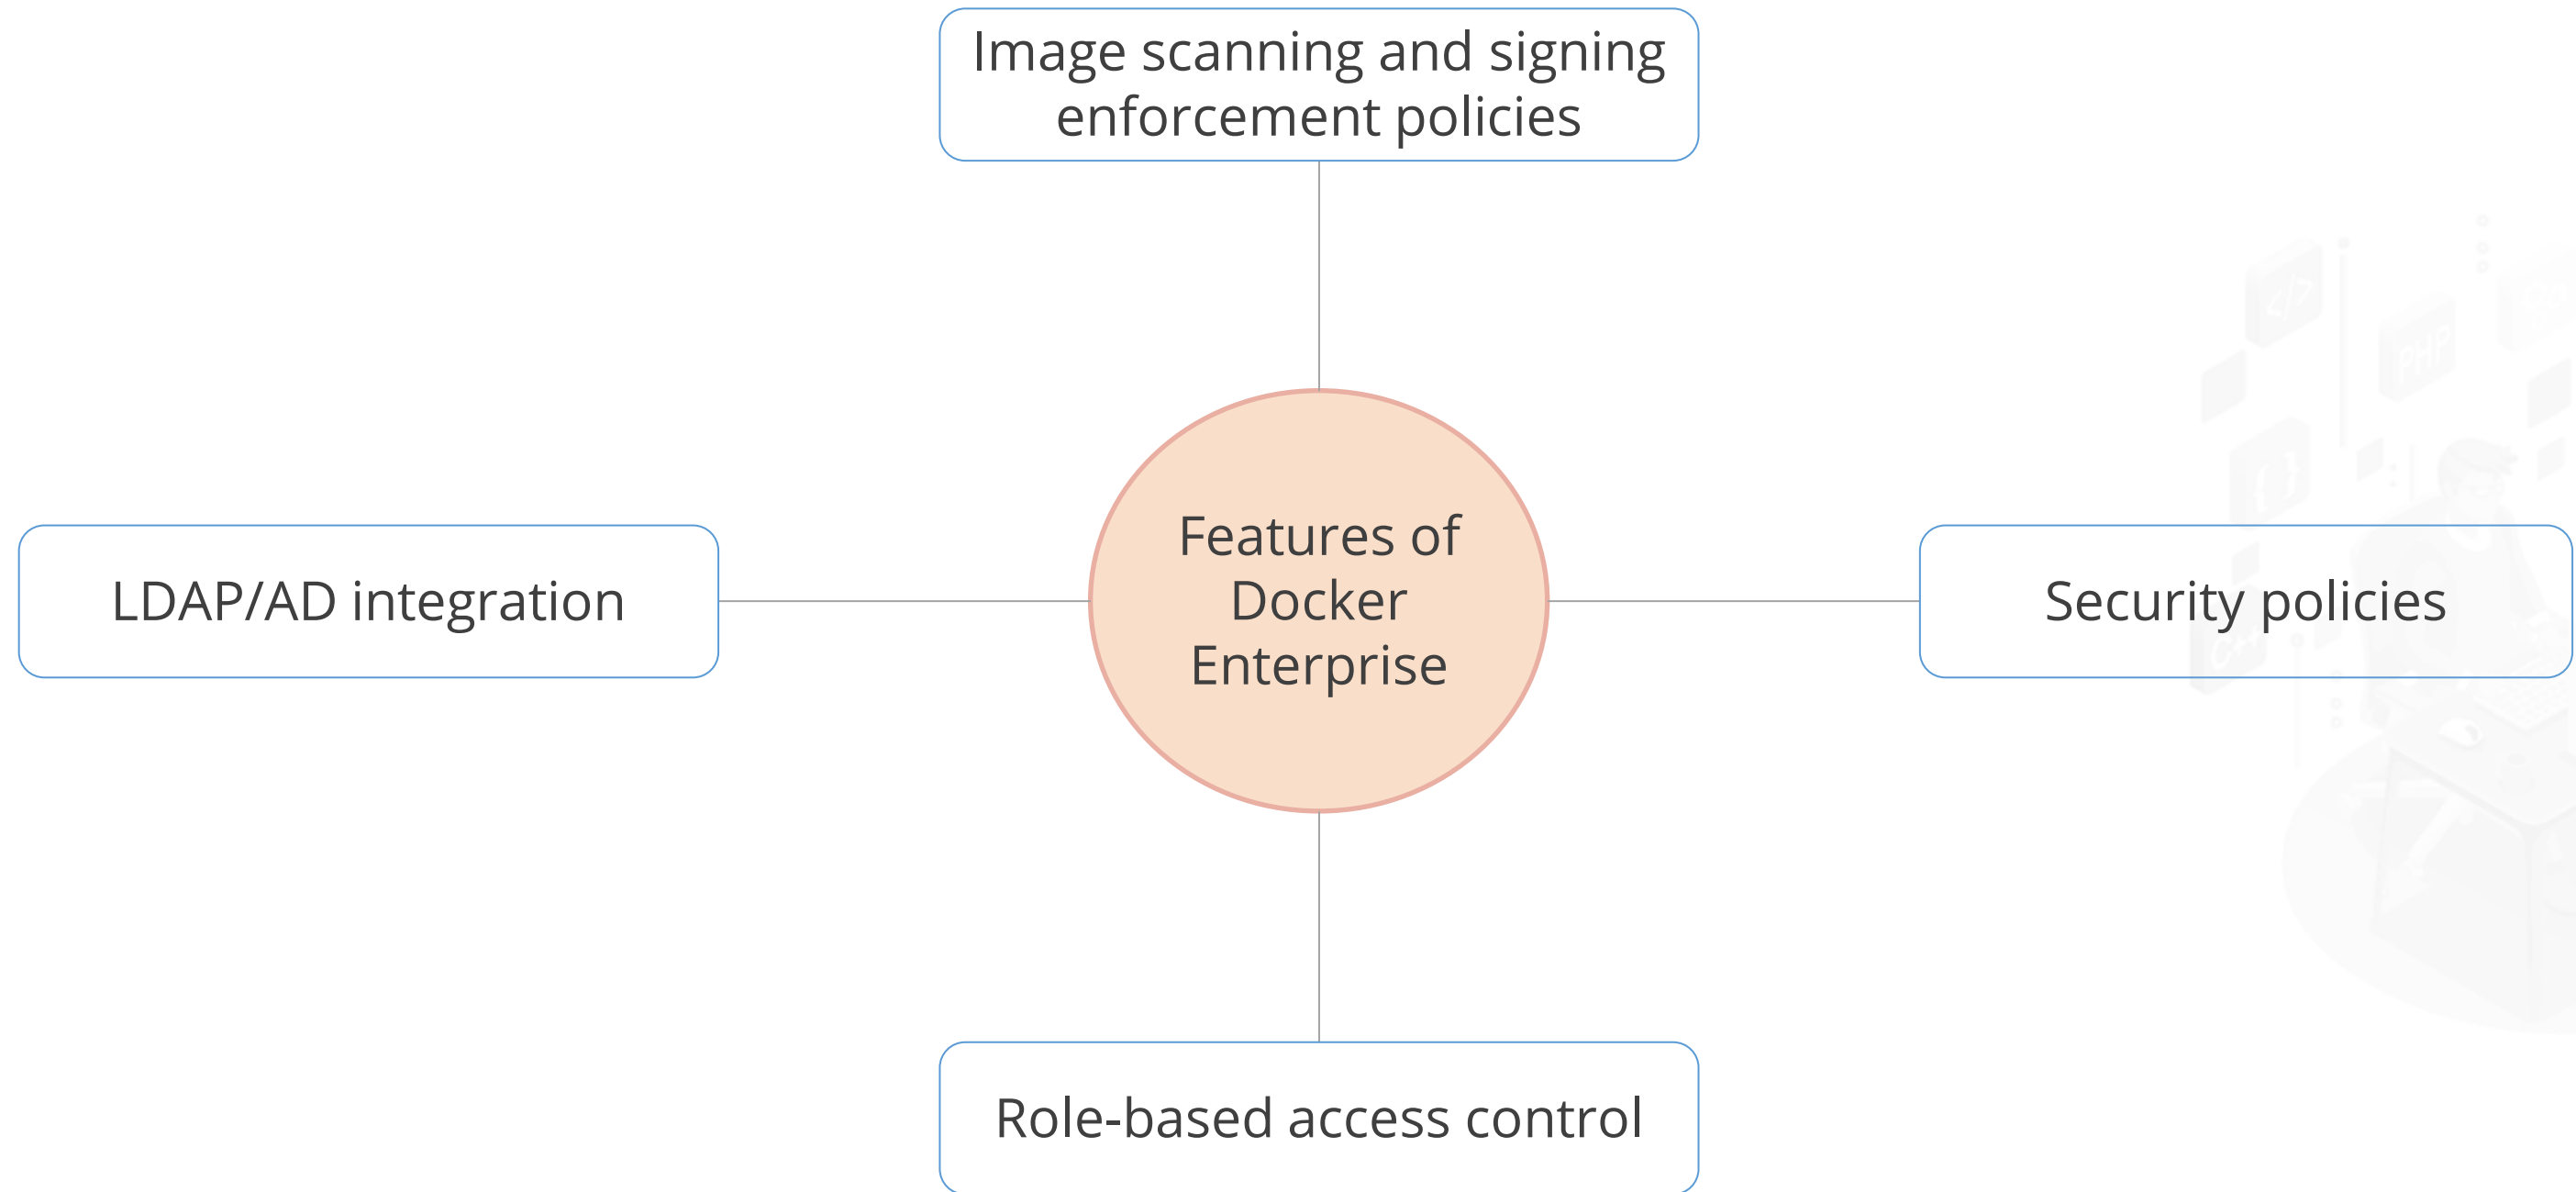 Image scanning and signing
enforcement policies
</>
PHP
{ }
Features of
Docker
Enterprise
LDAP/AD integration
Security policies
C++
Role-based access control